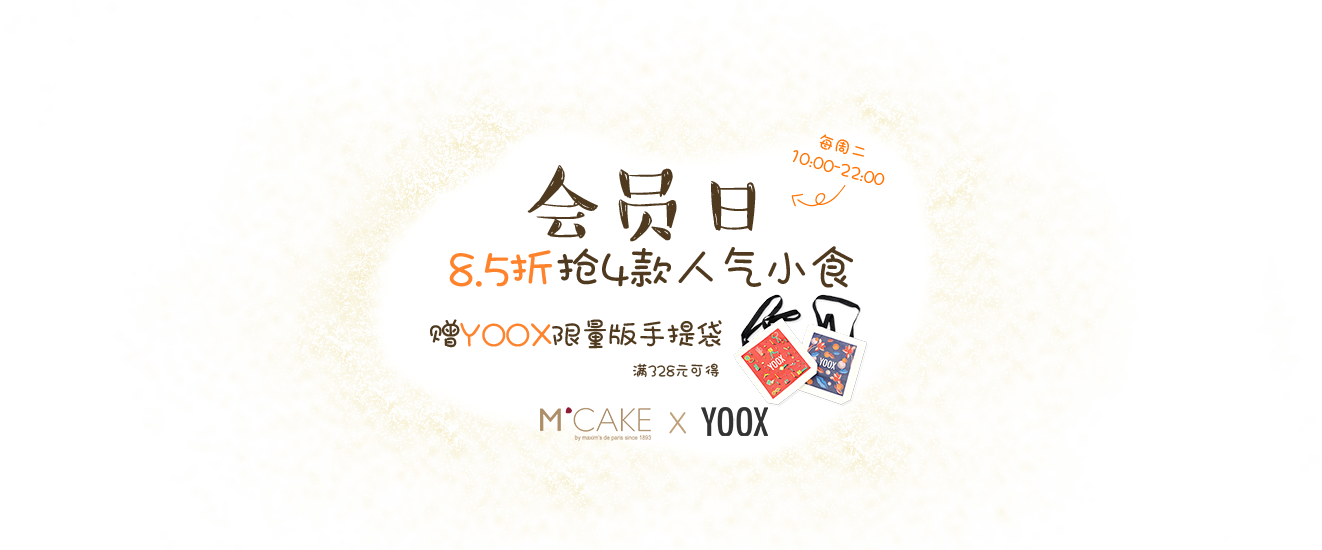 每周二
10:00-22:00
会员日
8.5折抢4款人气小食
赠YOOX限量版手提袋
满328元可得
YOOX
YOOX
M'CAKE X YOOX
by maxim's de paris since 1893